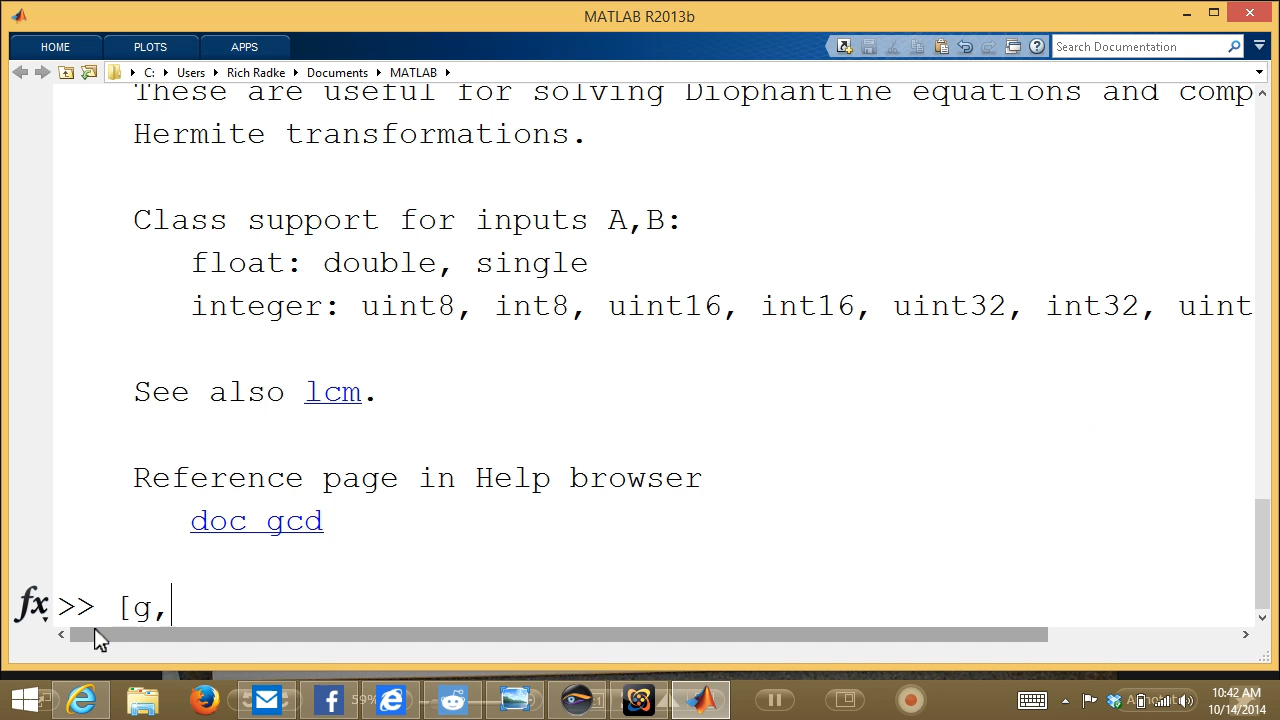 MATLAB R2013b
HOME PLOTS APPS Search Documentation
C: Users Rich Radke Documents MATLAB
These are useful for solving Diophantine equations and comp
Hermite transformations.
Class support for inputs A,B:
float: double, single
integer: uint8, int8, uint16, int16, uint32, int32, uint
See also lcm.
Reference page in Help browser
doc gcd
fx >> [g,
59%
10:42 AM
10/14/2014